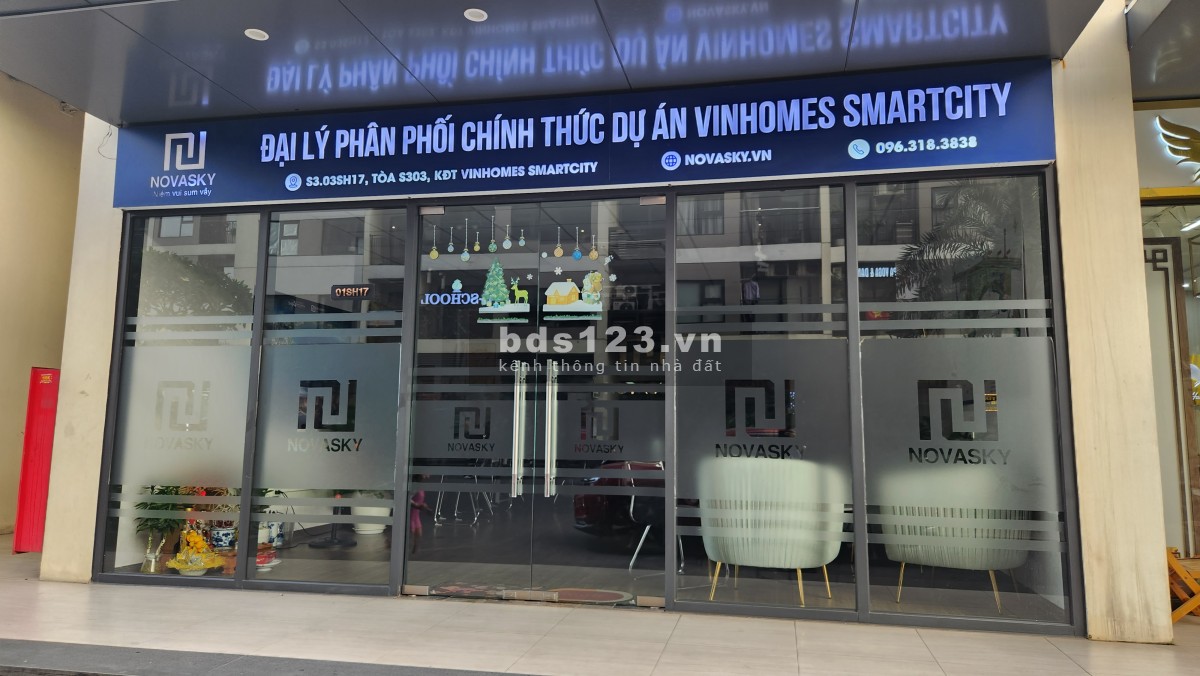 ĐẠI LÝ PHÂN PHỐI CHÍNH THỨC DỰ ÁN VINHOMES SMARTCITY
NOVASKY
Niềm vui sum vầy
S3.03SH17, TÒA S303, KĐT VINHOMES SMARTCITY
NOVASKY.VN
096.318.3838
01SH17
SCHOOL
bds123.vn
kênh thông tin nhà đất
NOVASKY
NOVASKY
NOVASKY
NOVASKY
NOVASKY
NOVASKY